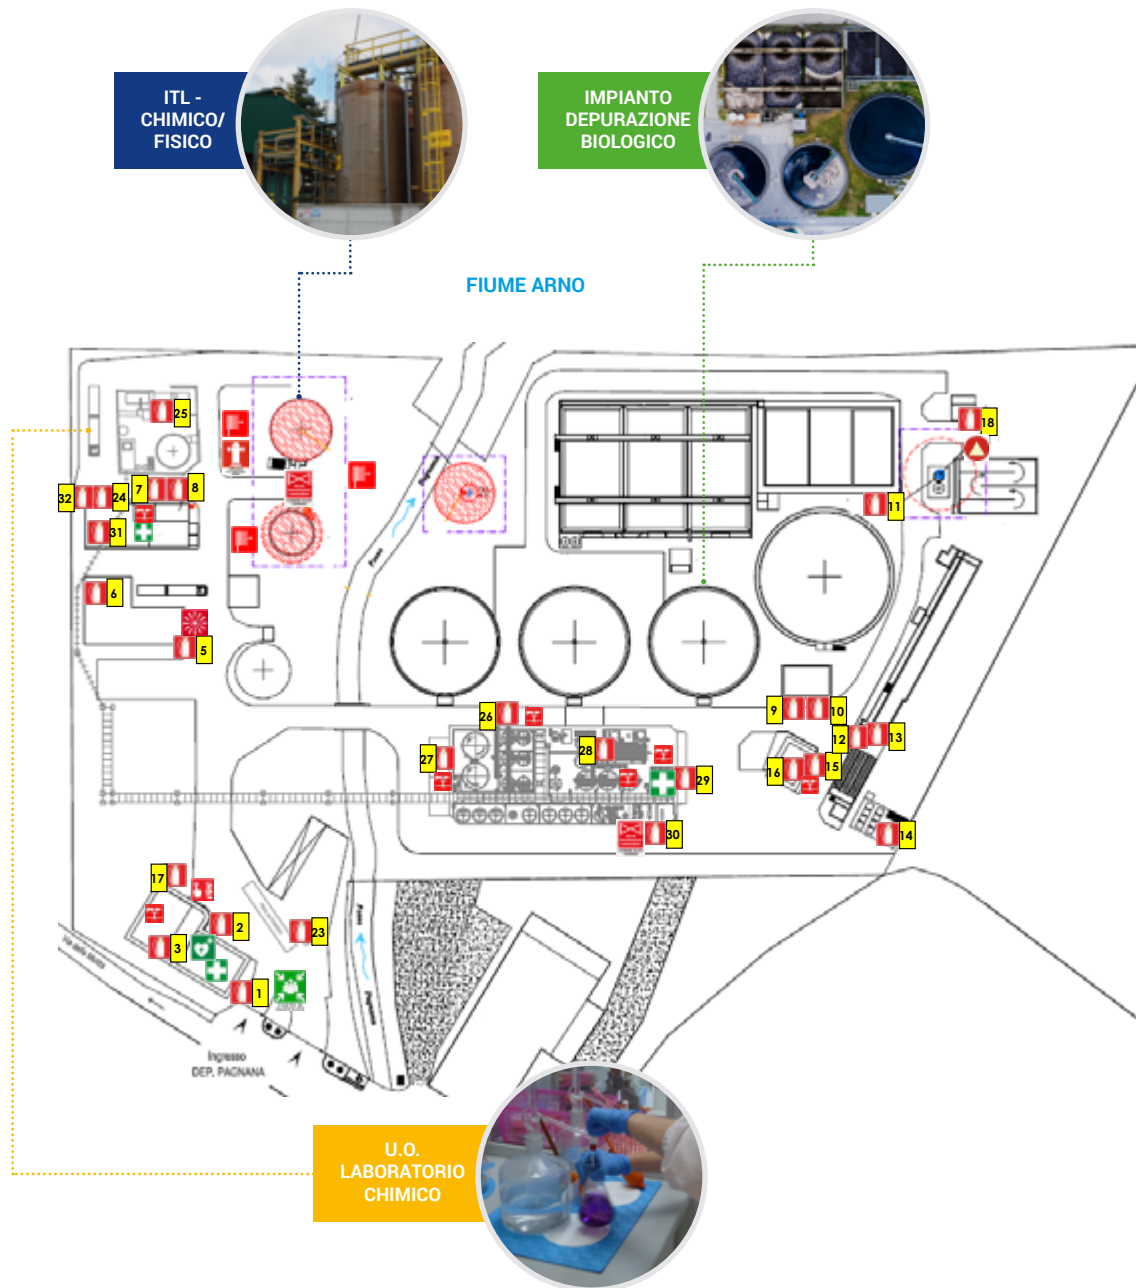 ITL -
CHIMICO/
FISICO
IMPIANTO
DEPURAZIONE
BIOLOGICO
FIUME ARNO
25
18
32
24
7
8
11
31
6
5
26
9
10
12
13
27
28
16
15
29
30
14
17
2
23
3
1
Ingresso
DEP. PAGNANA
U.O.
LABORATORIO
CHIMICO